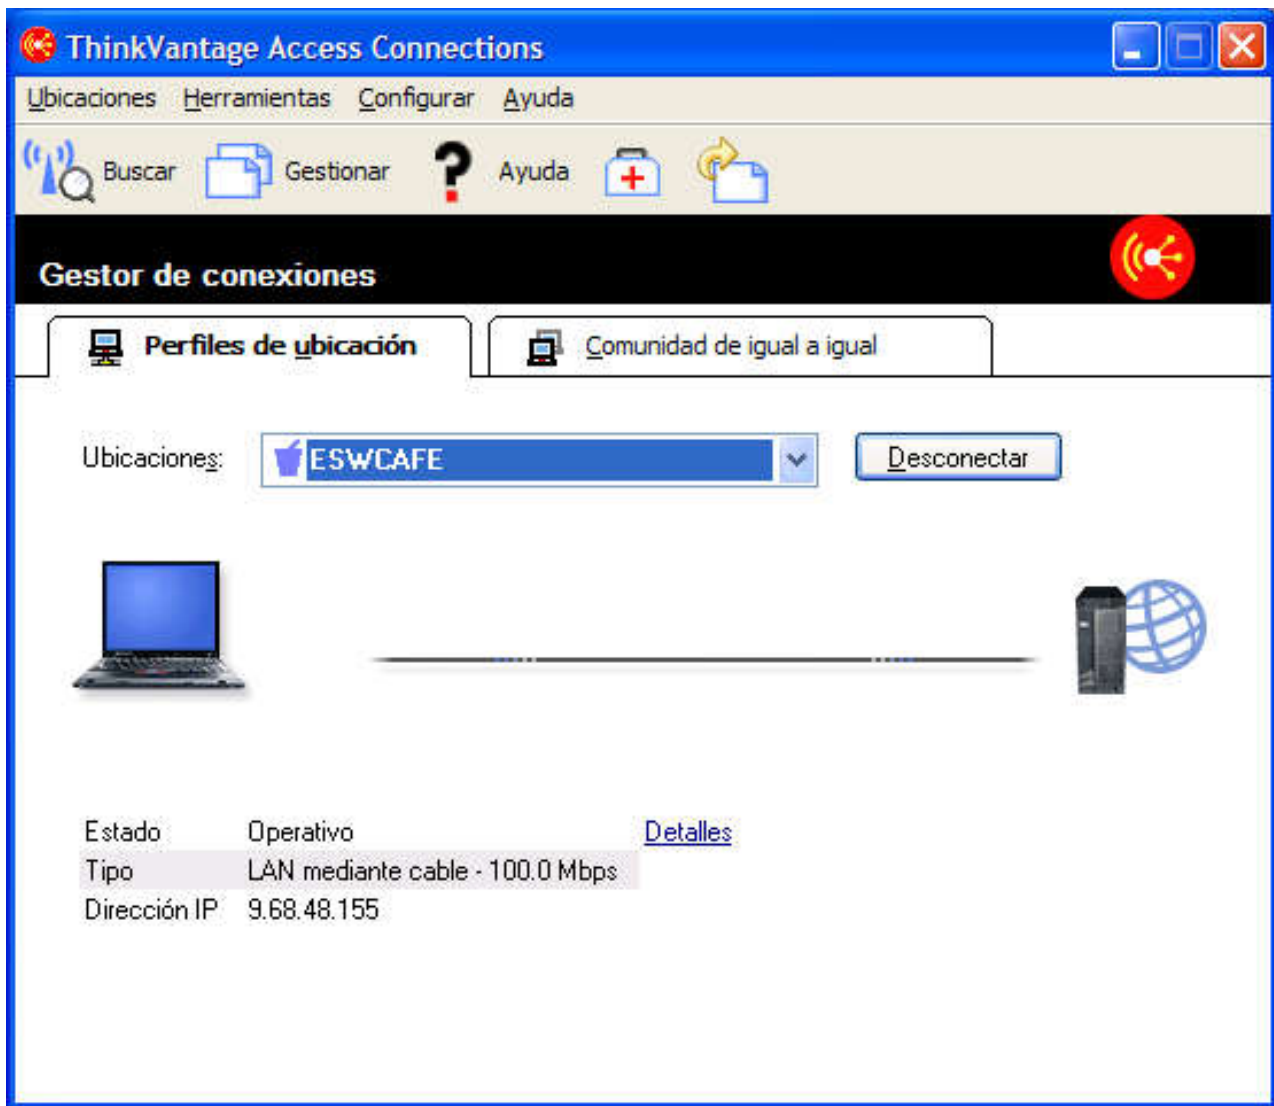 ThinkVantage Access Connections
Ubicaciones Herramientas Configurar Ayuda
Buscar Gestionar Ayuda
Gestor de conexiones
Perfiles de ubicación Comunidad de igual a igual
Ubicaciones: ESWCAFE Desconectar
Estado Operativo Detalles
Tipo LAN mediante cable - 100.0 Mbps
Dirección IP 9.68.48.155